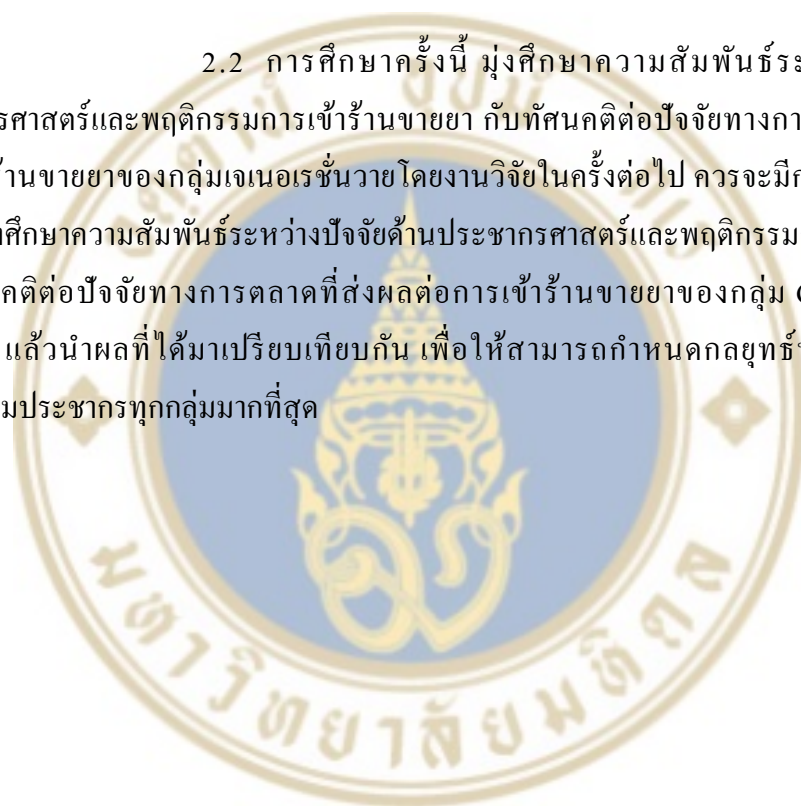 2.2 การศึกษาครั้งนี้ มุ่งศึกษาความสัมพันธ์ระ
รศาสตร์และพฤติกรรมการเข้าร้านขายยา กับทัศนคติต่อปัจจัยทางกา
้านขายยาของกลุ่มเจเนอเรชั่นวายโดยงานวิจัยในครั้งต่อไป ควรจะมีก
าศึกษาความสัมพันธ์ระหว่างปัจจัยด้านประชากรศาสตร์และพฤติกรรม
คติต่อปัจจัยทางการตลาดที่ส่งผลต่อการเข้าร้านขายยาของกลุ่ม
แล้วนำผลที่ได้มาเปรียบเทียบกัน เพื่อให้สามารถกำหนดกลยุทธ์
มประชากรทุกกลุ่มมากที่สุด
มหาวิทยาลัยมหิดล